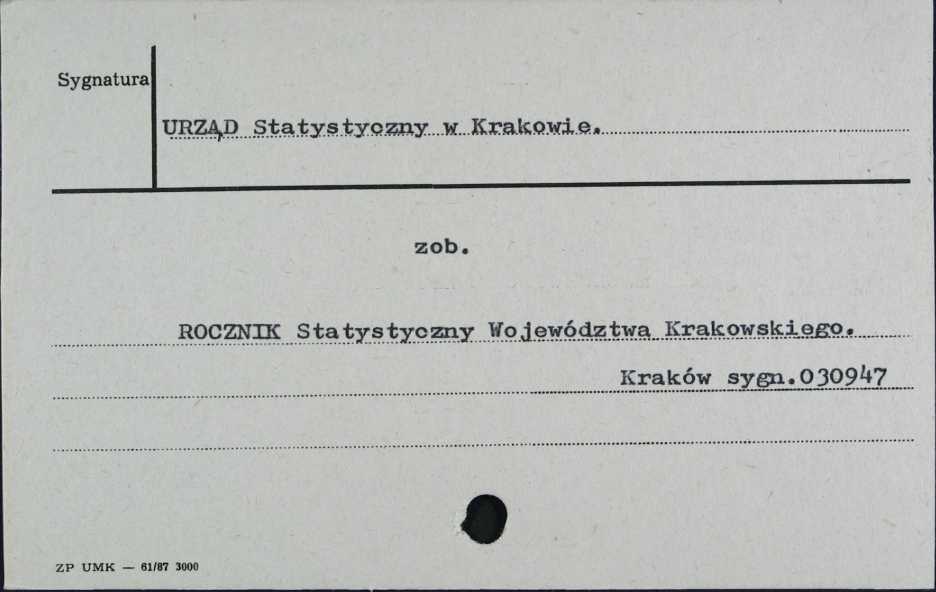 Sygnatura
URZĄD Statystyczny w Krakowie.
zob.
ROCZNIK Statystyczny Województwa Krakowskiego.
Kraków sygn.030947
ZP UMK — 61/87 3000